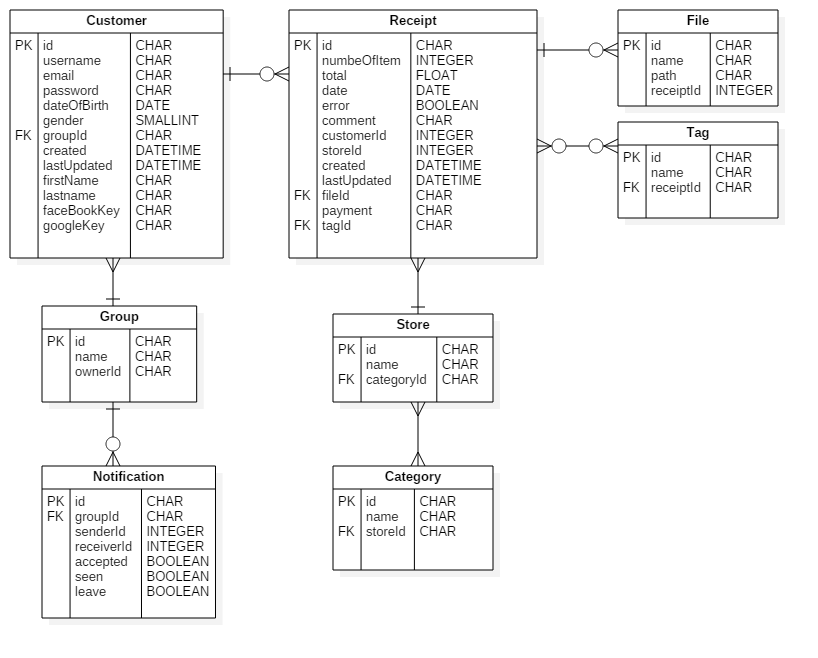 Customer
PK id CHAR
username CHAR
email CHAR
password CHAR
dateOfBirth DATE
gender SMALLINT
FK groupId CHAR
created DATETIME
lastUpdated DATETIME
firstName CHAR
lastname CHAR
faceBookKey CHAR
googleKey CHAR
Receipt
PK id CHAR
numbeOfItem INTEGER
total FLOAT
date DATE
error BOOLEAN
comment CHAR
customerId INTEGER
storeId INTEGER
created DATETIME
lastUpdated DATETIME
FK fileId CHAR
payment CHAR
FK tagId CHAR
File
PK id CHAR
name CHAR
path CHAR
receiptId INTEGER
Tag
PK id CHAR
name CHAR
FK receiptId CHAR
Group
PK id CHAR
name CHAR
ownerId CHAR
Store
PK id CHAR
name CHAR
FK categoryId CHAR
Notification
PK id CHAR
FK groupId CHAR
senderId INTEGER
receiverId INTEGER
accepted BOOLEAN
seen BOOLEAN
leave BOOLEAN
Category
PK id CHAR
name CHAR
FK storeId CHAR